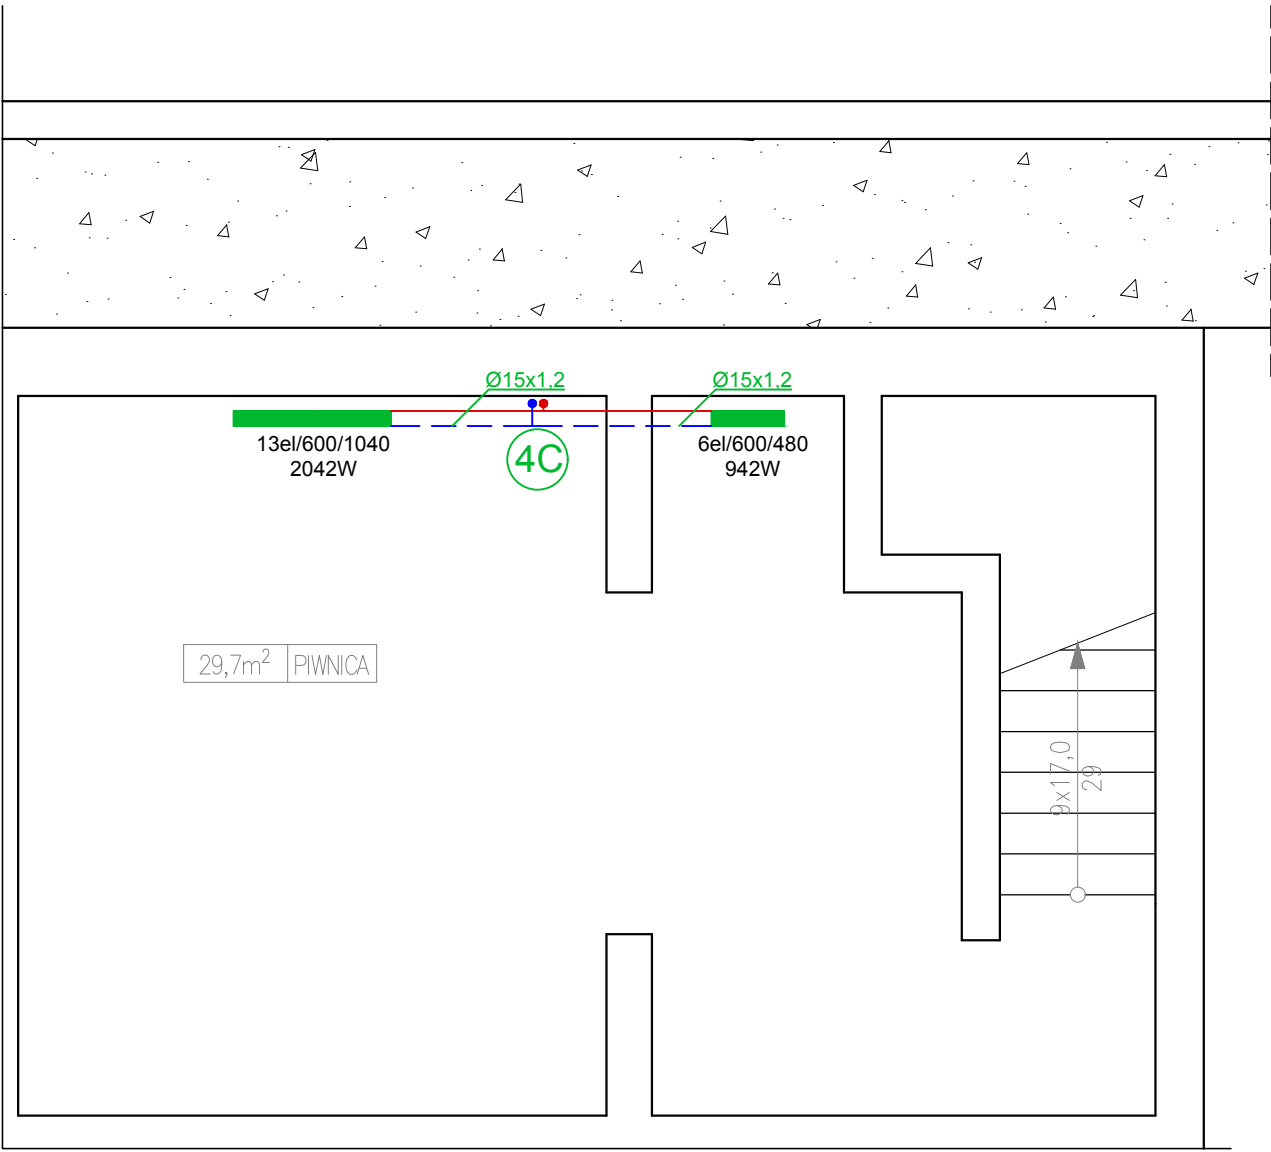 Ø15x1,2
Ø15x1,2
13el/600/1040
2042W
4C
6el/600/480
942W
29,7m² PIWNICA
9x17,0
29